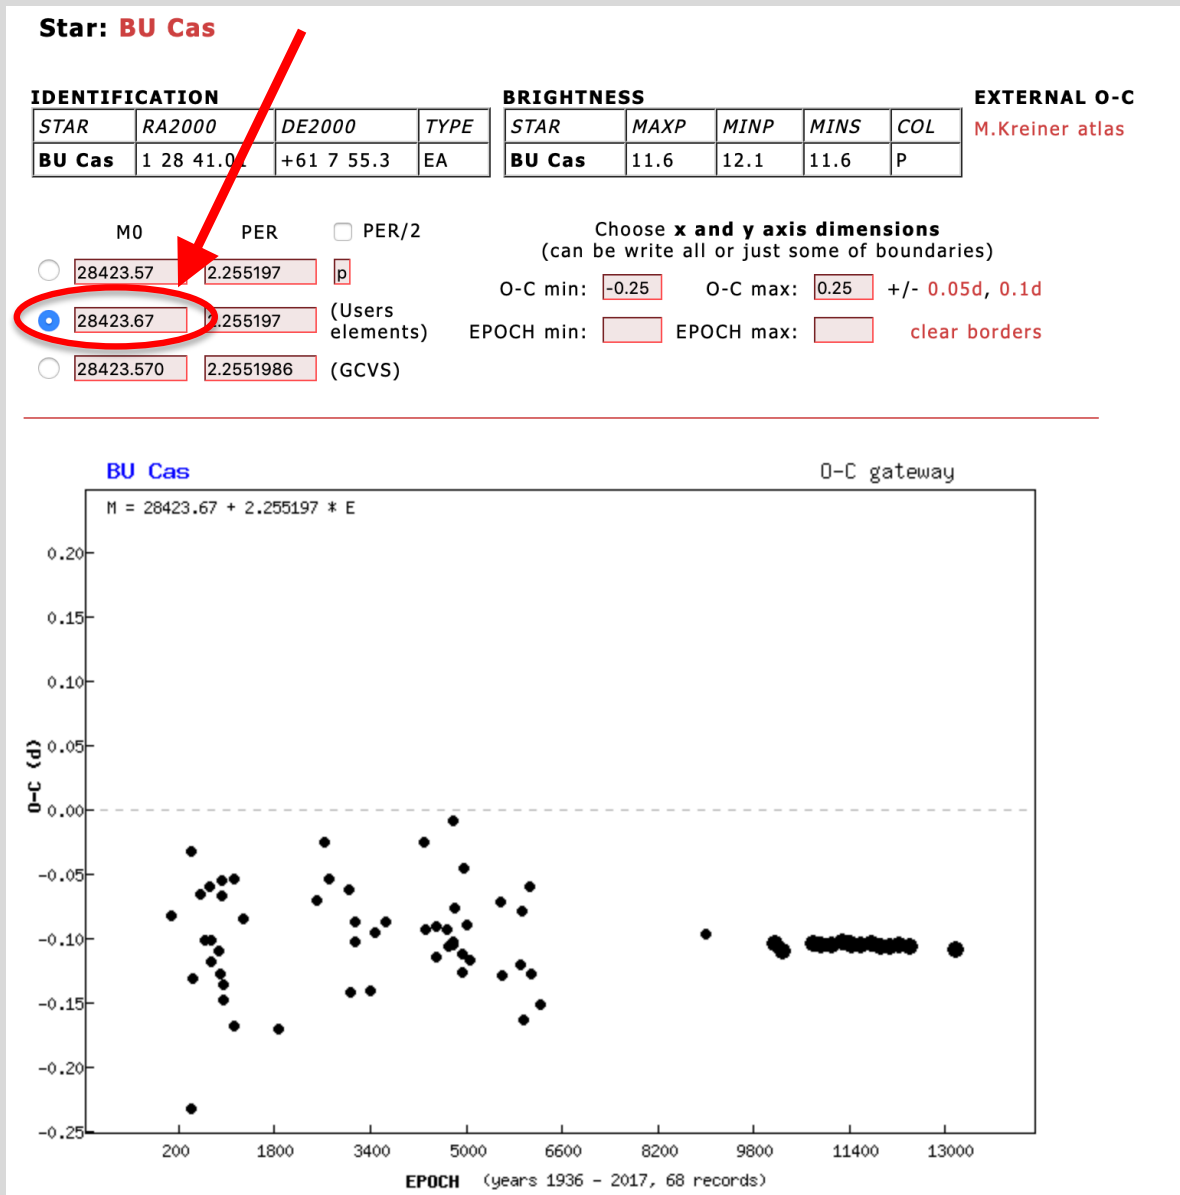 Star: BU Cas
IDENTIFICATION
STAR RA2000 DE2000 TYPE
BU Cas 1 28 41.01 +61 7 55.3 EA
BRIGHTNESS
STAR MAXP MINP MINS COL
BU Cas 11.6 12.1 11.6 P
EXTERNAL O-C
M.Kreiner atlas
M0 PER PER/2
28423.57 2.255197 p
28423.67 2.255197 (Users elements)
28423.570 2.2551986 (GCVS)
Choose x and y axis dimensions
(can be write all or just some of boundaries)
O-C min: -0.25 O-C max: 0.25 +/- 0.05d, 0.1d
EPOCH min: EPOCH max: clear borders
BU Cas O-C gateway
M = 28423.67 + 2.255197 * E
0.20
0.15
0.10
0.05
0.00
-0.05
-0.10
-0.15
-0.20
-0.25
O-C (d)
200 1800 3400 5000 6600 8200 9800 11400 13000
EPOCH (years 1936 - 2017, 68 records)